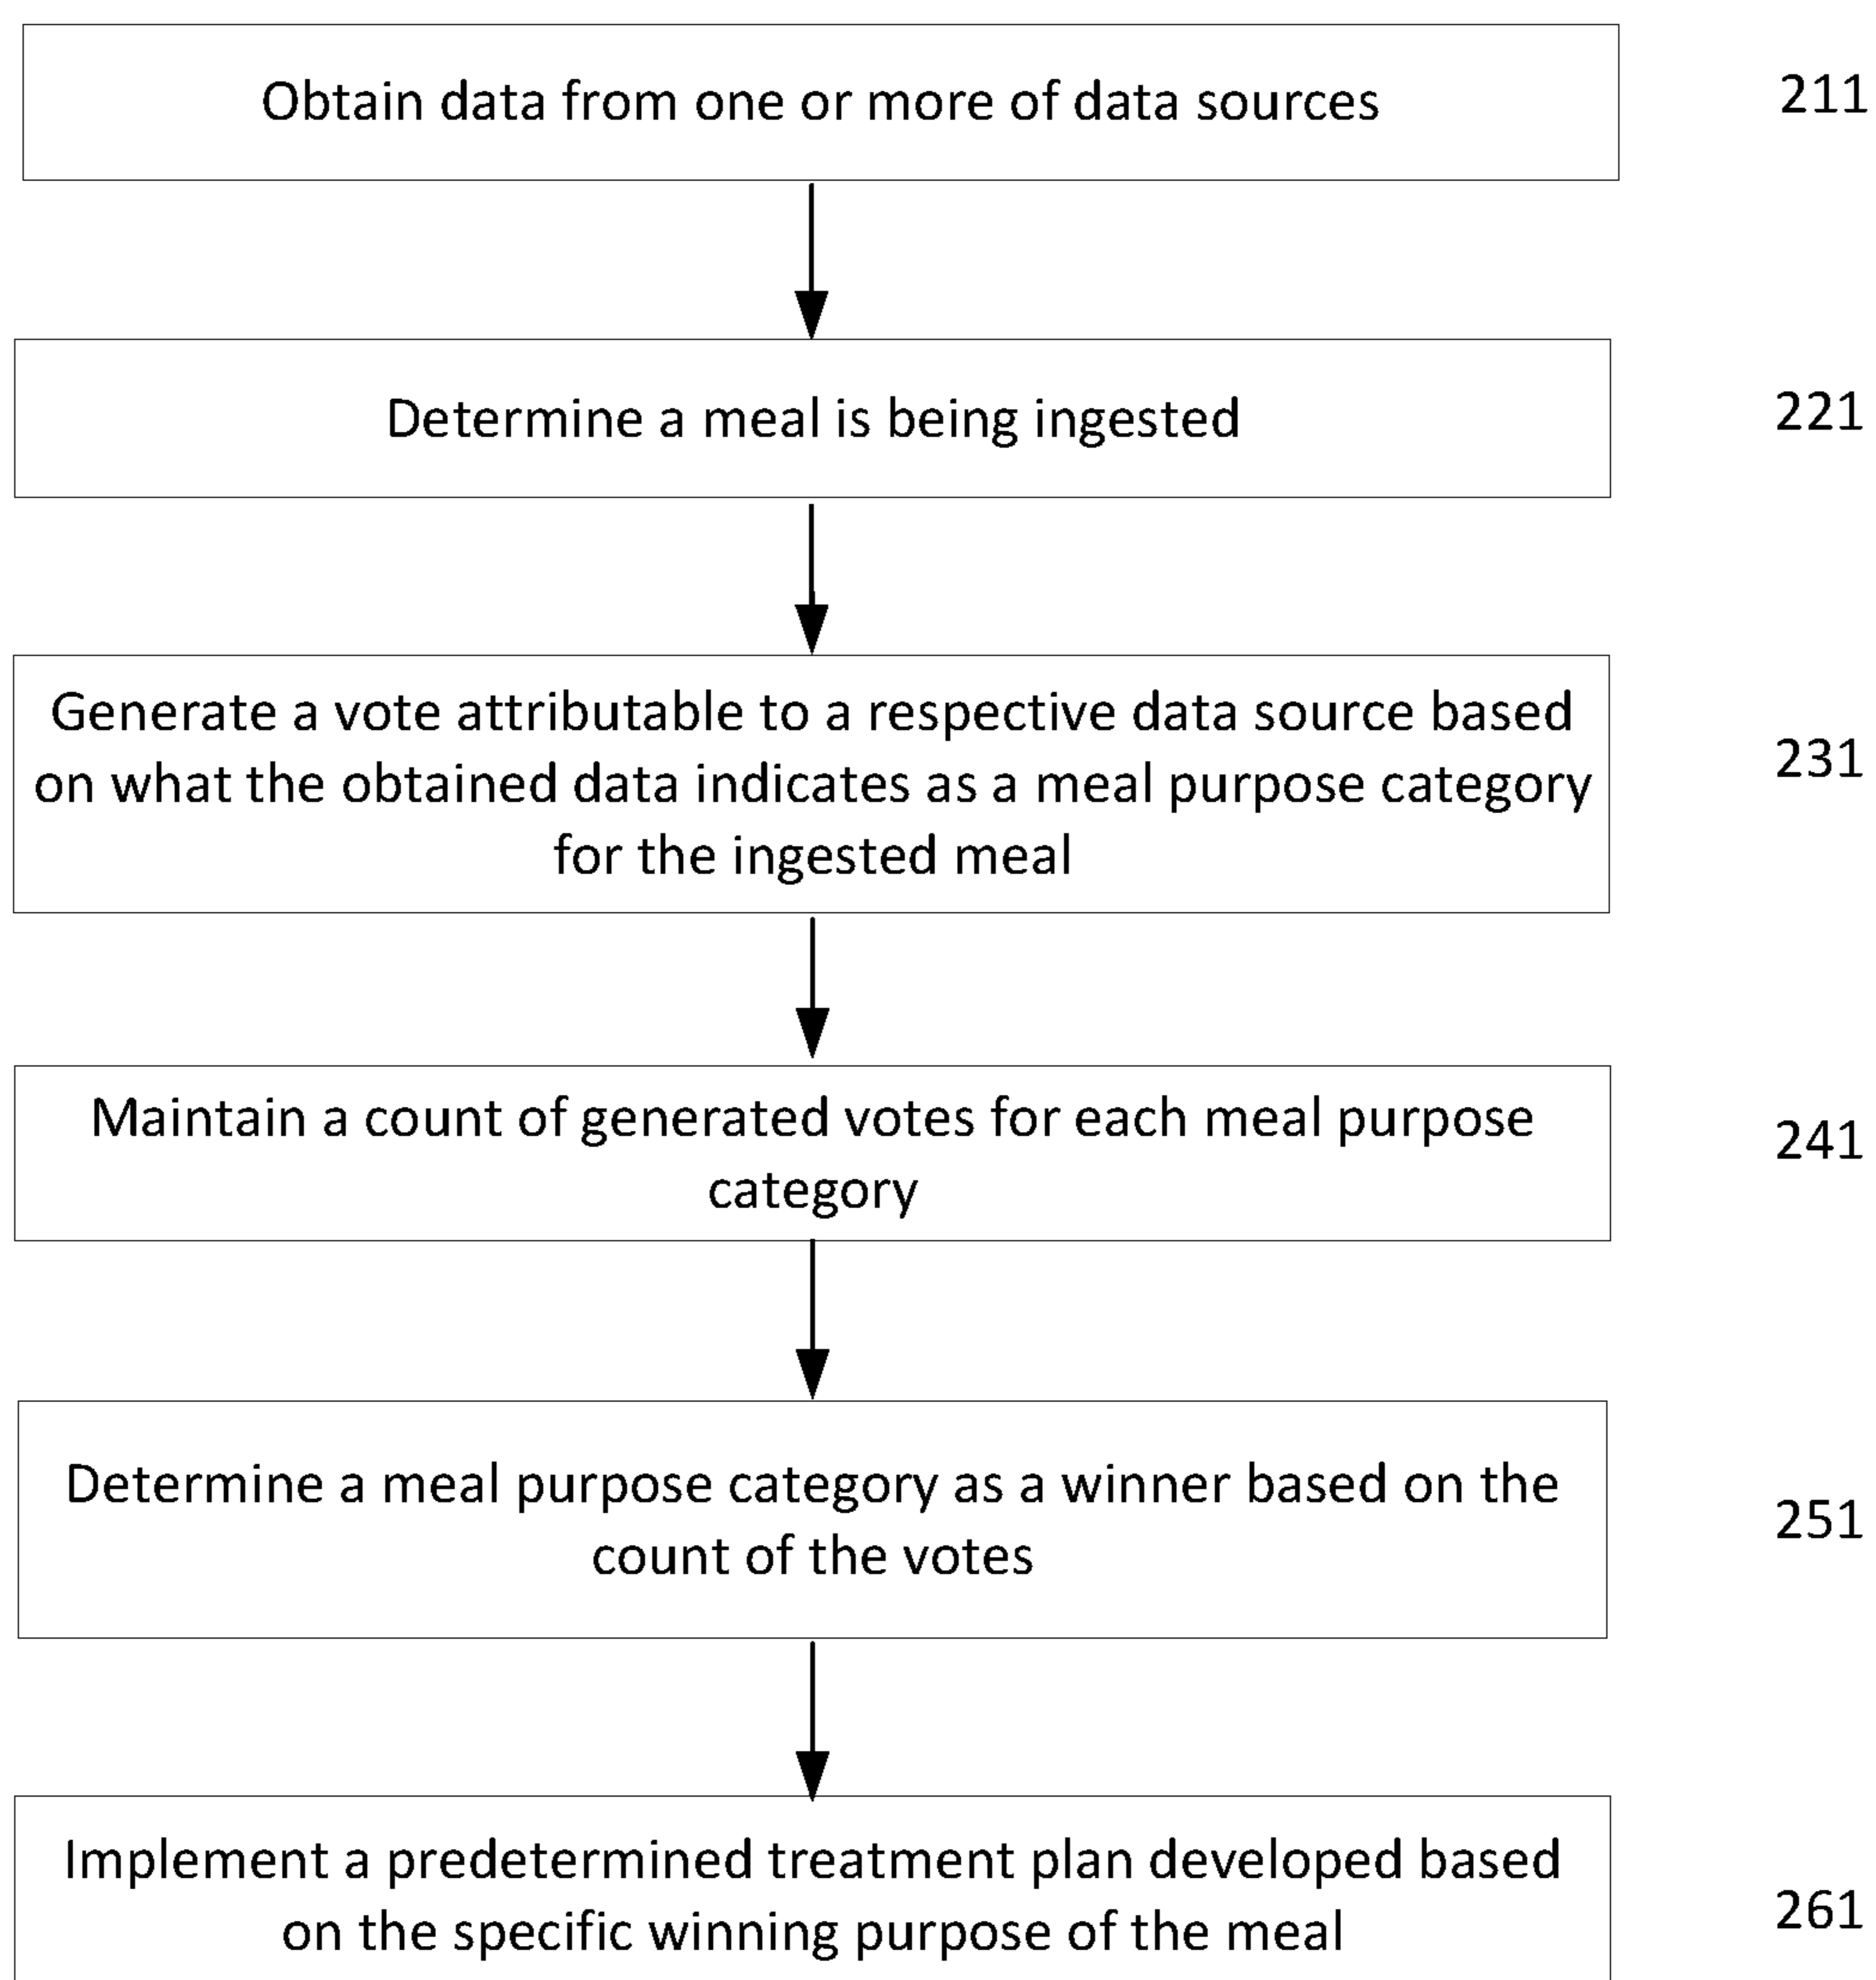 Obtain data from one or more of data sources
211
Determine a meal is being ingested
221
Generate a vote attributable to a respective data source based
on what the obtained data indicates as a meal purpose category
for the ingested meal
231
Maintain a count of generated votes for each meal purpose
category
241
Determine a meal purpose category as a winner based on the
count of the votes
251
Implement a predetermined treatment plan developed based
on the specific winning purpose of the meal
261